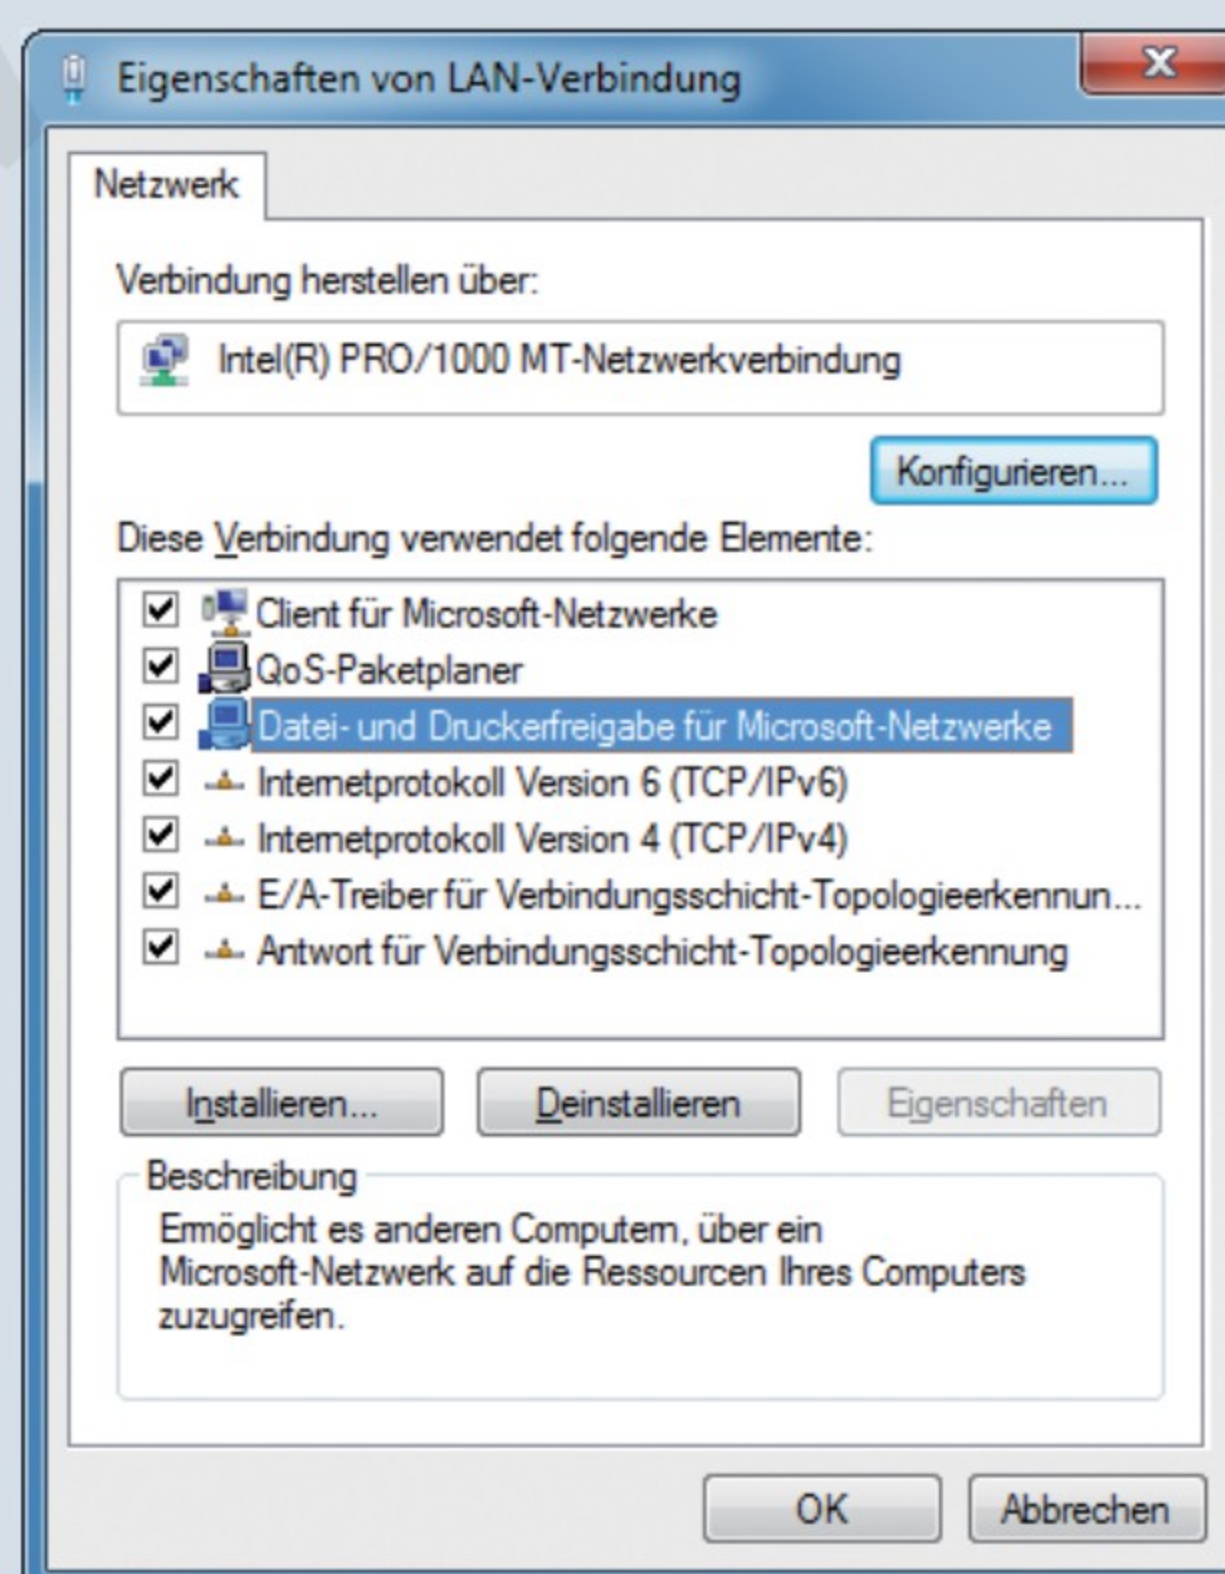 Eigenschaften von LAN-Verbindung
Netzwerk
Verbindung herstellen über:
Intel(R) PRO/1000 MT-Netzwerkverbindung
Konfigurieren...
Diese Verbindung verwendet folgende Elemente:
Client für Microsoft-Netzwerke
QoS-Paketplaner
Datei- und Druckerfreigabe für Microsoft-Netzwerke
Internetprotokoll Version 6 (TCP/IPv6)
Internetprotokoll Version 4 (TCP/IPv4)
E/A-Treiber für Verbindungsschicht-Topologieerkennun...
Antwort für Verbindungsschicht-Topologieerkennung
Installieren... Deinstallieren Eigenschaften
Beschreibung
Ermöglicht es anderen Computern, über ein
Microsoft-Netzwerk auf die Ressourcen Ihres Computers
zuzugreifen.
OK Abbrechen